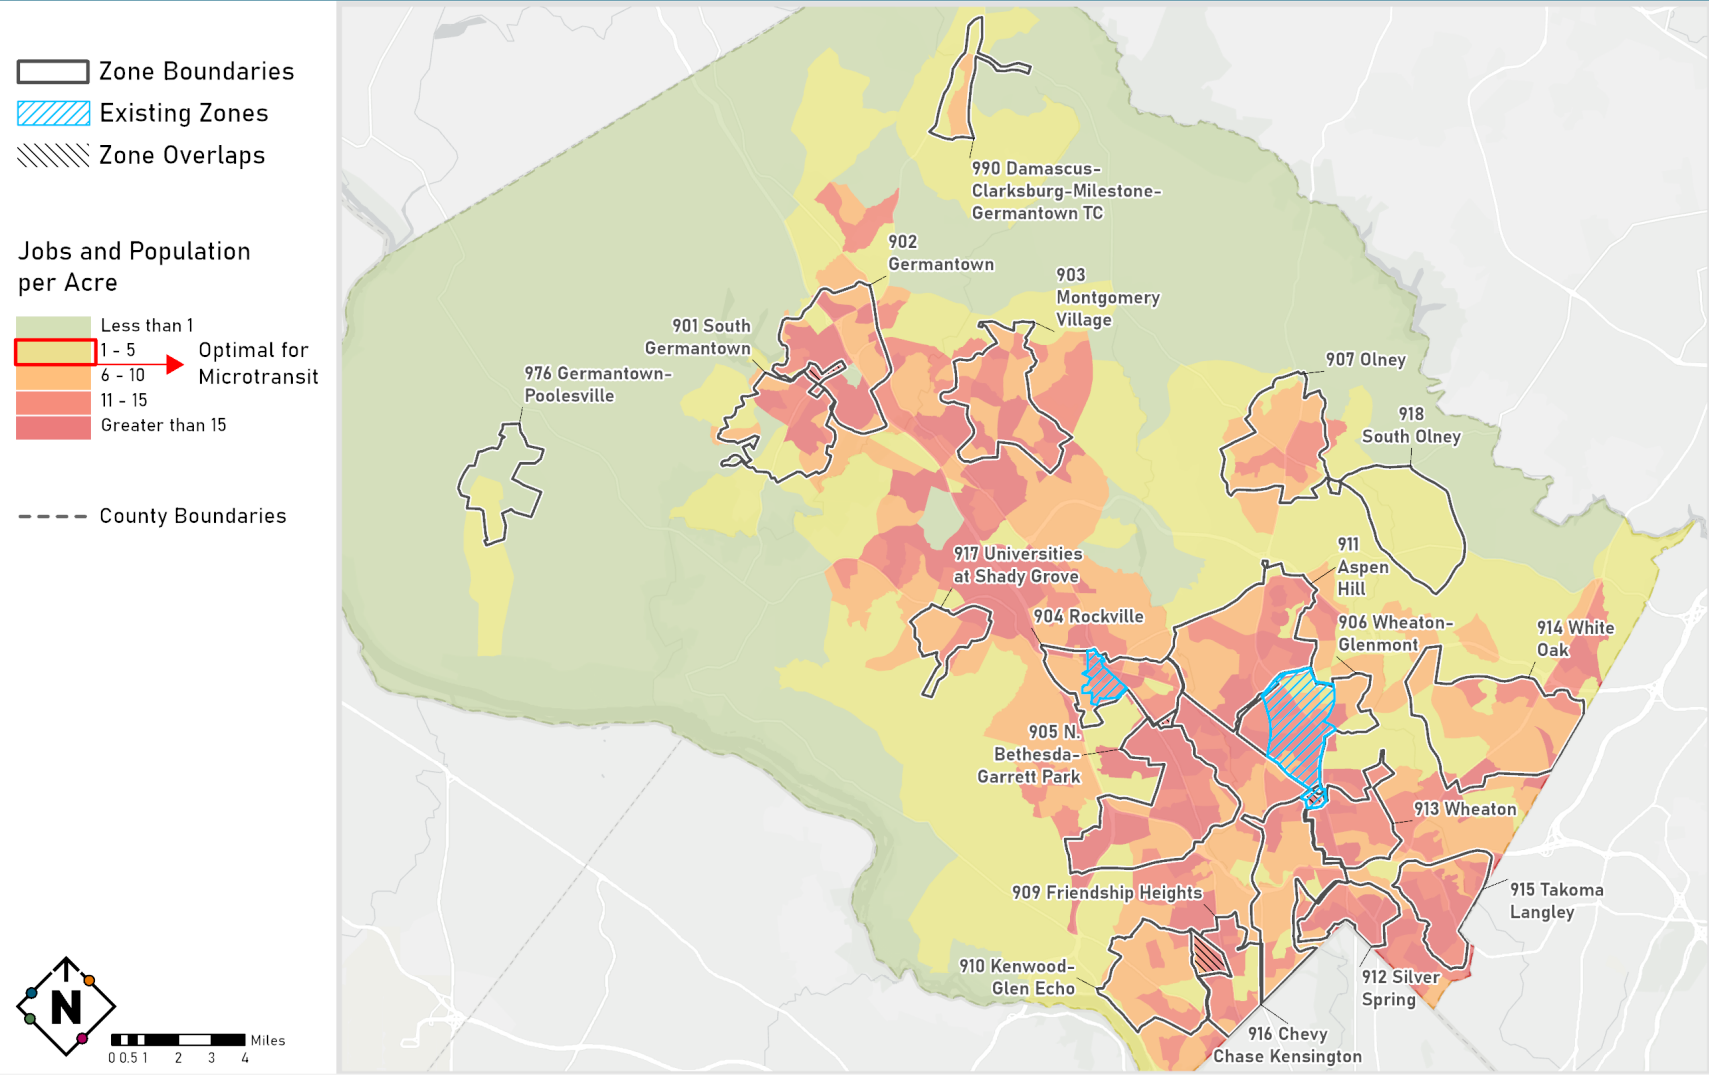 Zone Boundaries
Existing Zones
Zone Overlaps
Jobs and Population
per Acre
Less than 1
1 - 5
6 - 10
11 - 15
Greater than 15
Optimal for
Microtransit
County Boundaries
N
0 0.5 1 2 3 4
Miles
990 Damascus-
Clarksburg-Milestone-
Germantown TC
902
Germantown
903
Montgomery
Village
901 South
Germantown
976 Germantown-
Poolesville
907 Olney
918
South Olney
917 Universities
at Shady Grove
911
Aspen
Hill
904 Rockville
906 Wheaton-
Glenmont
914 White
Oak
905 N.
Bethesda-
Garrett Park
913 Wheaton
909 Friendship Heights
915 Takoma
Langley
910 Kenwood-
Glen Echo
912 Silver
Spring
916 Chevy
Chase Kensington